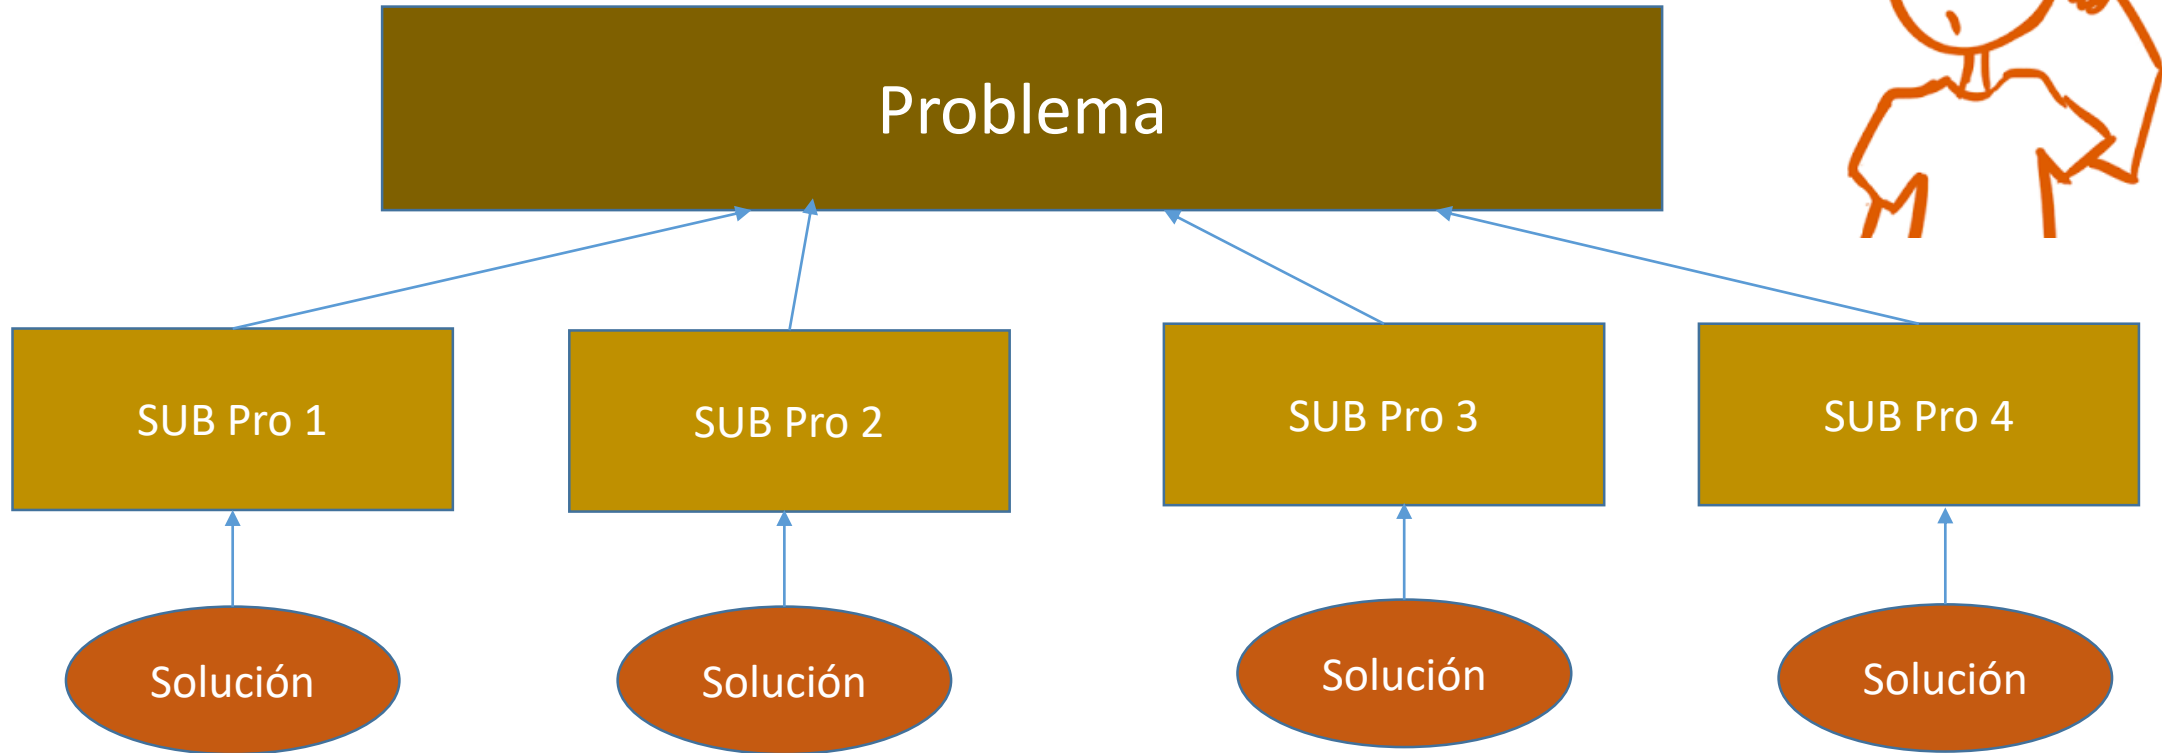 Problema
SUB Pro 1
SUB Pro 2
SUB Pro 3
SUB Pro 4
Solución
Solución
Solución
Solución